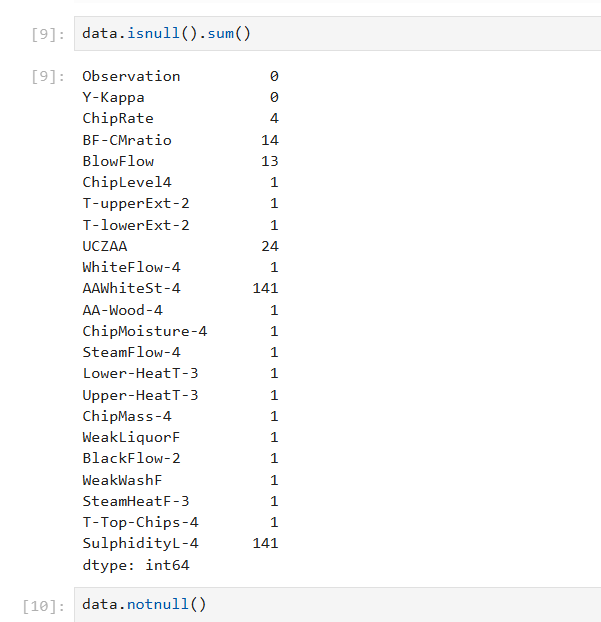 [9]: data.isnull().sum()
[9]: Observation 0
Y-Kappa 0
ChipRate 4
BF-CMratio 14
BlowFlow 13
ChipLevel4 1
T-upperExt-2 1
T-lowerExt-2 1
UCZAA 24
WhiteFlow-4 1
AAWhiteSt-4 141
AA-Wood-4 1
ChipMoisture-4 1
SteamFlow-4 1
Lower-HeatT-3 1
Upper-HeatT-3 1
ChipMass-4 1
WeakLiquorF 1
BlackFlow-2 1
WeakWashF 1
SteamHeatF-3 1
T-Top-Chips-4 1
SulphidityL-4 141
dtype: int64
[10]: data.notnull()